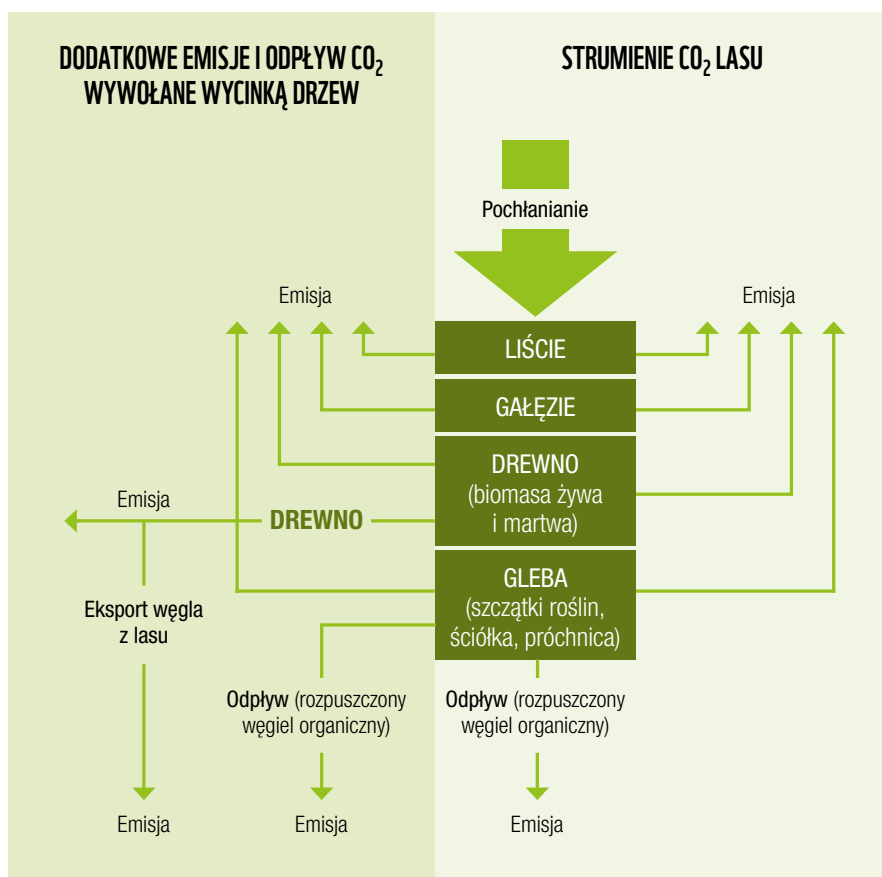 DODATKOWE EMISJE I ODPŁYW CO₂
WYWOŁANE WYCINKĄ DRZEW
STRUMIENIE CO₂ LASU
Pochłanianie
Emisja
Emisja
LIŚCIE
GAŁĘZIE
DREWNO
(biomasa żywa
i martwa)
Emisja
DREWNO
GLEBA
(szczątki roślin,
ściółka, próchnica)
Eksport węgla
z lasu
Odpływ (rozpuszczony
węgiel organiczny)
Odpływ (rozpuszczony
węgiel organiczny)
Emisja
Emisja
Emisja